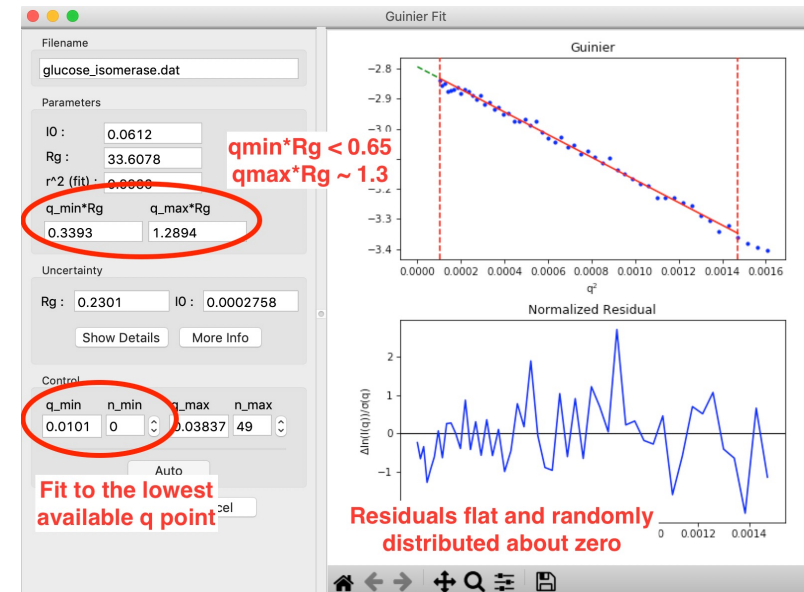 Guinier Fit
Filename
glucose_isomerase.dat
Parameters
I0 :
0.0612
Rg :
33.6078
r^2 (fit) :
q_min*Rg
q_max*Rg
0.3393
1.2894
Uncertainty
Rg :
0.2301
I0 :
0.0002758
Show Details
More Info
Control
q_min
n_min
q_max
n_max
0.0101
0
0.03837
49
Auto
qmin*Rg < 0.65
qmax*Rg ~ 1.3
Fit to the lowest
available q point
Guinier
−2.8
−2.9
−3.0
−3.2
−3.3
−3.4
0.0000
0.0002
0.0004
0.0006
0.0008
0.0010
0.0012
0.0014
0.0016
q²
Normalized Residual
2
1
0
−1
Δln(I(q))/σ(q)
0.0012
0.0014
Residuals flat and randomly
distributed about zero